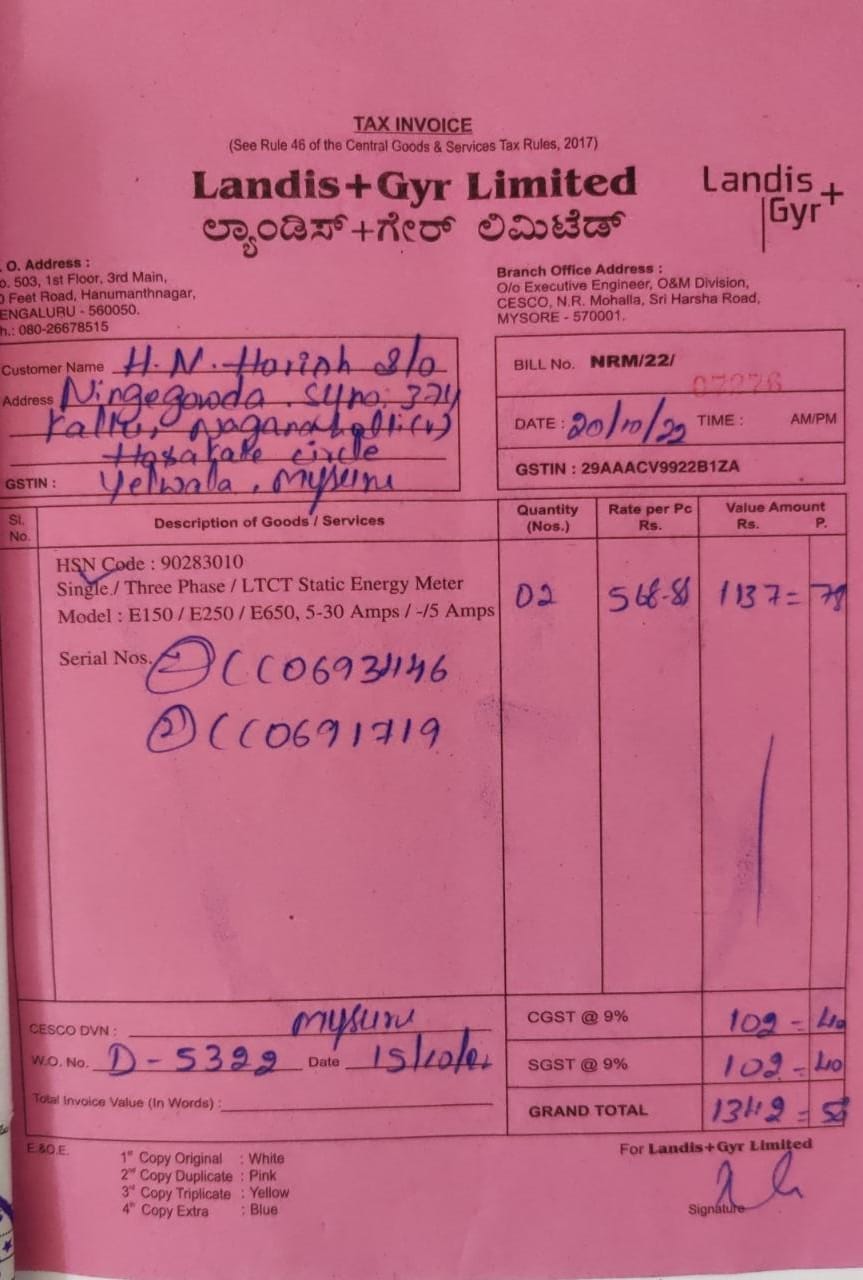 TAX INVOICE
(See Rule 46 of the Central Goods & Services Tax Rules, 2017)
Landis+Gyr Limited
Landis+
Gyr+
ಲ್ಯಾಂಡಿಸ್+ಗೇರ್ ಲಿಮಿಟೆಡ್
. O. Address :
o. 503, 1st Floor, 3rd Main,
0 Feet Road, Hanumanthnagar,
ENGALURU - 560050.
h.: 080-26678515
Branch Office Address :
O/o Executive Engineer, O&M Division,
CESCO, N.R. Mohalla, Sri Harsha Road,
MYSORE - 570001.
Customer Name H.N. Harish S/o
Address Ningegowda. Sy no: 374
circle
GSTIN : Yelwala, Mysuru
BILL No. NRM/22/ 07276
DATE : 20/10/22 TIME : AM/PM
GSTIN : 29AAACV9922B1ZA
Sl. No. Description of Goods / Services Quantity (Nos.) Rate per Pc Rs. Value Amount Rs. P.
HSN Code : 90283010
Single / Three Phase / LTCT Static Energy Meter
Model : E150 / E250 / E650, 5-30 Amps / -/5 Amps 02 568-88 1137=78
Serial Nos. 1) CC0693446
2) CC0691719
CESCO DVN : Mysuru
CGST @ 9% 102=40
W.O. No. D-5322 Date
SGST @ 9% 102=40
Total Invoice Value (In Words) :
GRAND TOTAL 1342=58
E.&O.E.
For Landis+Gyr Limited
1st Copy Original : White
2nd Copy Duplicate : Pink
3rd Copy Triplicate : Yellow
4th Copy Extra : Blue
Signature